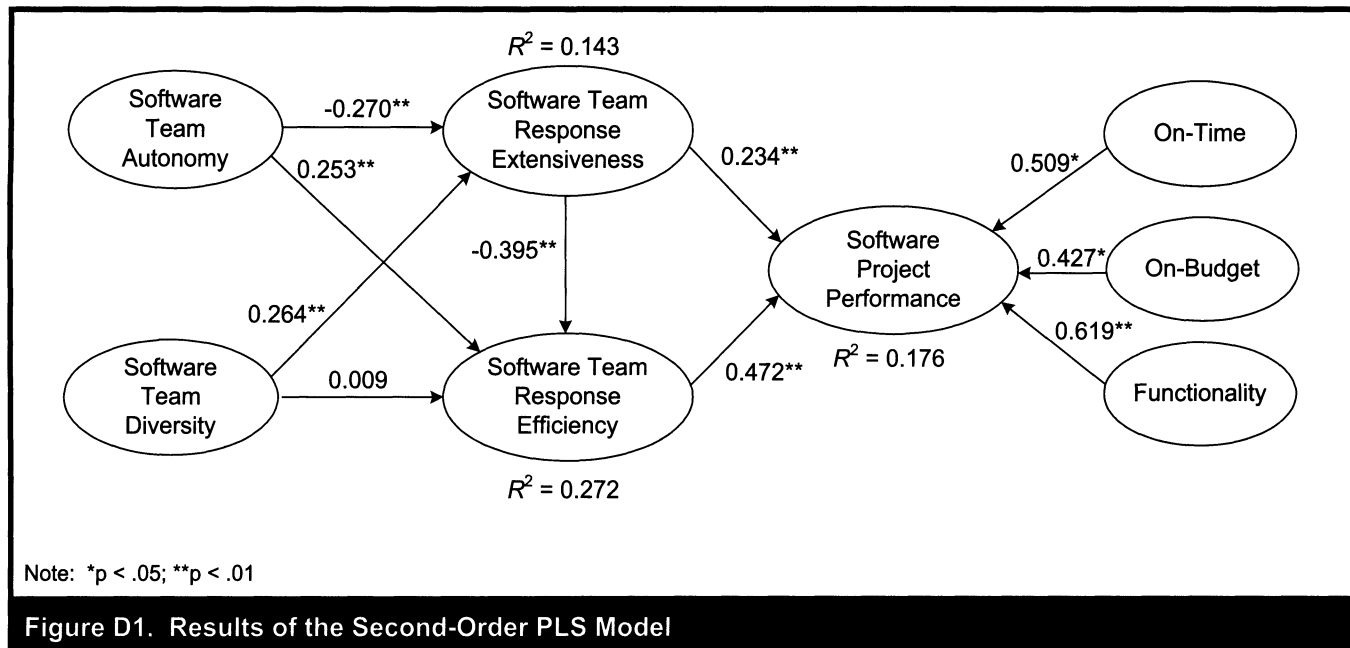 R² = 0.143
Software
Team
Autonomy
-0.270**
Software Team
Response
Extensiveness
0.253**
0.234**
On-Time
0.509*
-0.395**
Software
Project
Performance
0.427*
On-Budget
0.264**
0.619**
R² = 0.176
Software
Team
Diversity
0.009
Software Team
Response
Efficiency
0.472**
Functionality
R² = 0.272
Note: *p < .05; **p < .01
Figure D1. Results of the Second-Order PLS Model